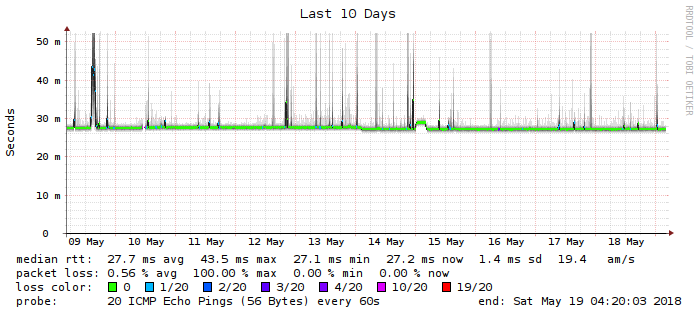 Last 10 Days
RRDTOOL / TOBI OETIKER
Seconds
50 m
40 m
30 m
20 m
10 m
0
09 May 10 May 11 May 12 May 13 May 14 May 15 May 16 May 17 May 18 May
median rtt: 27.7 ms avg 43.5 ms max 27.1 ms min 27.2 ms now 1.4 ms sd 19.4 am/s
packet loss: 0.56 % avg 100.00 % max 0.00 % min 0.00 % now
loss color: 0 1/20 2/20 3/20 4/20 10/20 19/20
probe: 20 ICMP Echo Pings (56 Bytes) every 60s end: Sat May 19 04:20:03 2018